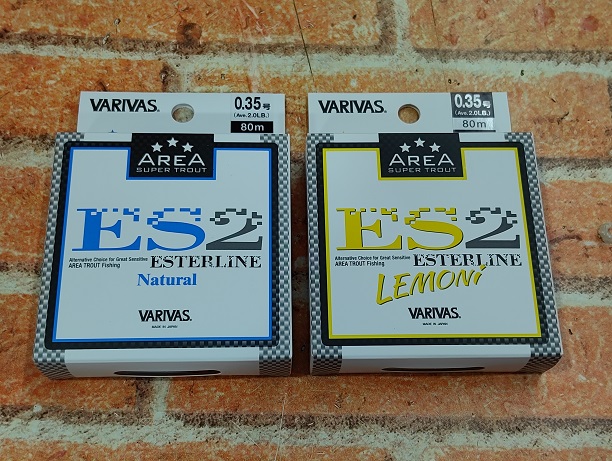 VARIVAS.
0.35号
(Ave. 2.0LB.)
80m
AREA
SUPER TROUT
ES2
Alternative Choice for Great Sensitive
AREA TROUT Fishing
ESTERLINE
Natural
VARIVAS.
MADE IN JAPAN
VARIVAS.
0.35号
(Ave. 2.0LB.)
80m
AREA
SUPER TROUT
ES2
Alternative Choice for Great Sensitive
AREA TROUT Fishing
ESTERLINE
LEMONi
VARIVAS.
MADE IN JAPAN